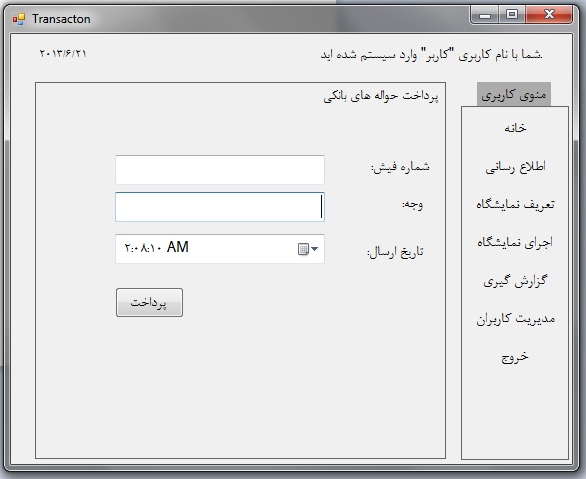 Transacton
شما با نام کاربری "کاربر" وارد سیستم شده اید.
۲۰۱۳/۶/۲۱
منوی کاربری
خانه
اطلاع رسانی
تعریف نمایشگاه
اجرای نمایشگاه
گزارش گیری
مدیریت کاربران
خروج
پرداخت حواله های بانکی
شماره فیش:
وجه:
تاریخ ارسال:
۲:۰۸:۱۰ AM
پرداخت